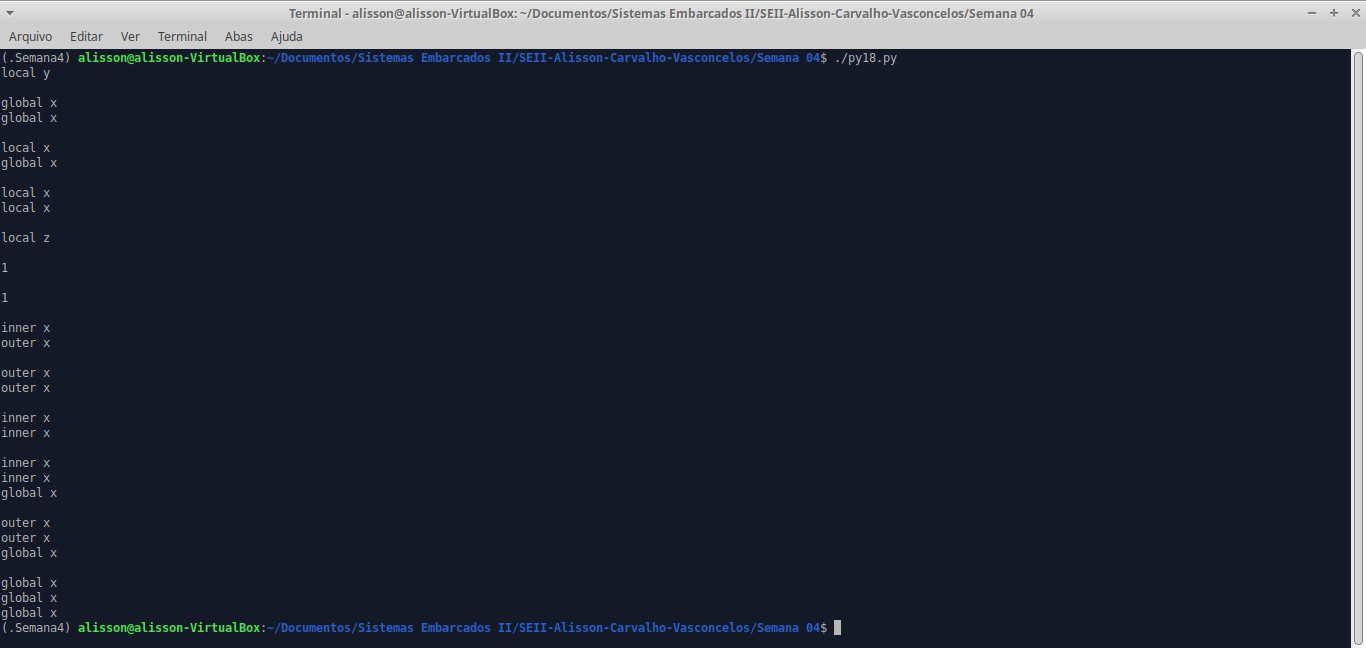 Terminal - alisson@alisson-VirtualBox: ~/Documentos/Sistemas Embarcados II/SEII-Alisson-Carvalho-Vasconcelos/Semana 04
Arquivo Editar Ver Terminal Abas Ajuda
(.Semana4) alisson@alisson-VirtualBox:~/Documentos/Sistemas Embarcados II/SEII-Alisson-Carvalho-Vasconcelos/Semana 04$ ./py18.py
local y
global x
global x
local x
global x
local x
local x
local z
1
1
inner x
outer x
outer x
outer x
inner x
inner x
inner x
inner x
global x
outer x
outer x
global x
global x
global x
global x
(.Semana4) alisson@alisson-VirtualBox:~/Documentos/Sistemas Embarcados II/SEII-Alisson-Carvalho-Vasconcelos/Semana 04$